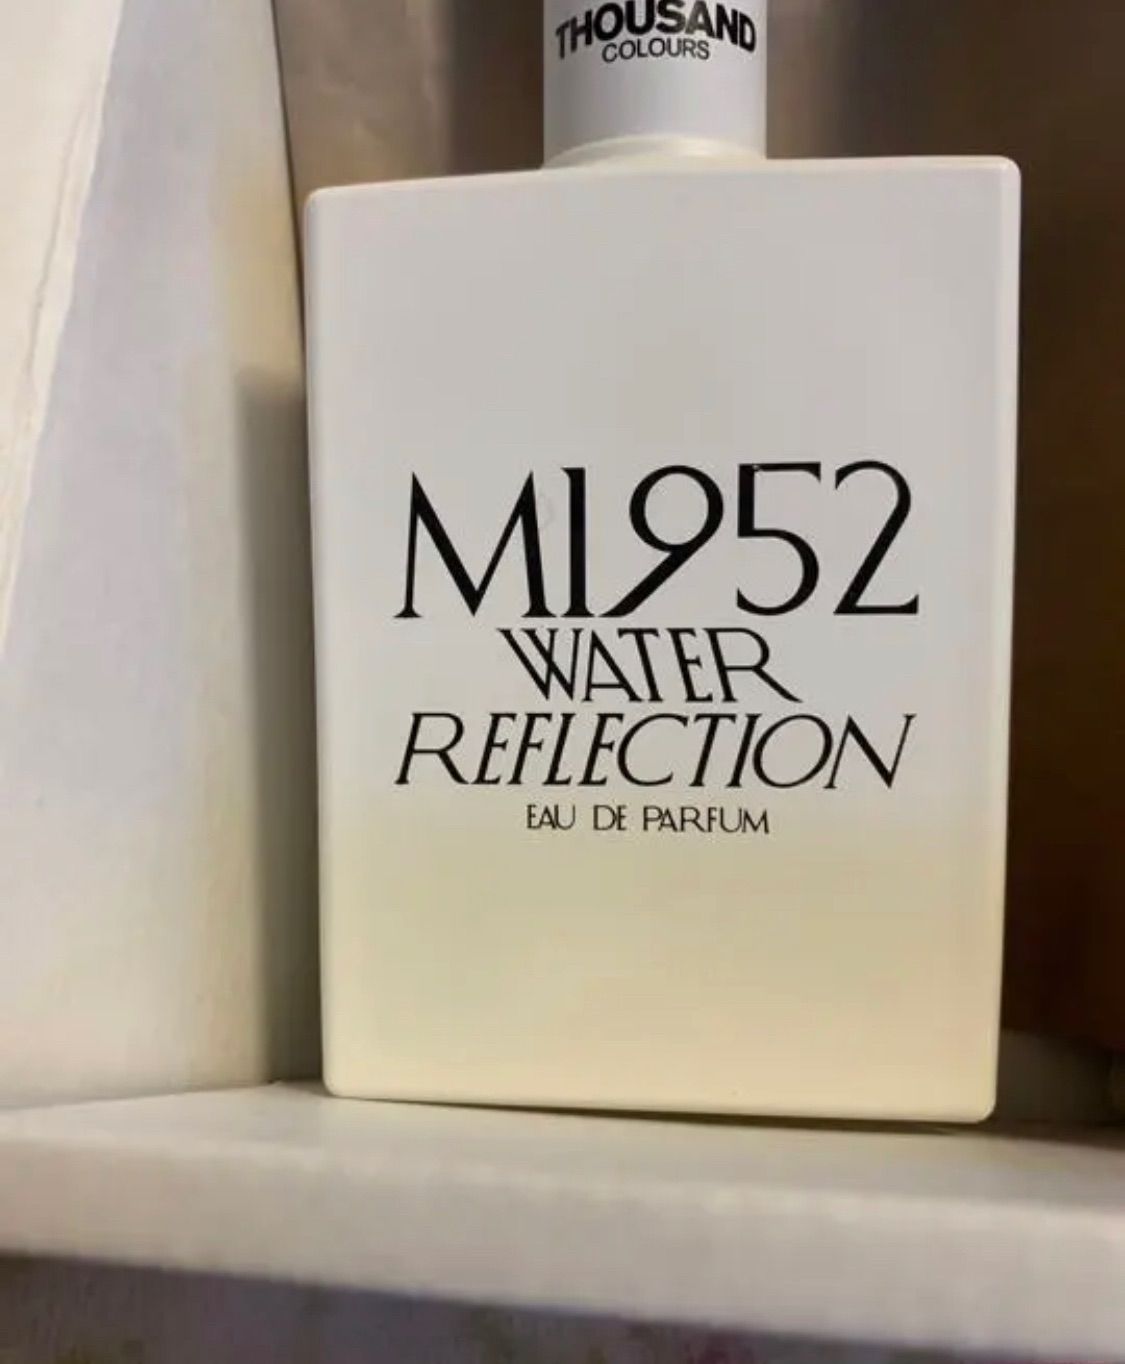 THOUSAND
COLOURS
M1952
WATER
REFLECTION
EAU DE PARFUM